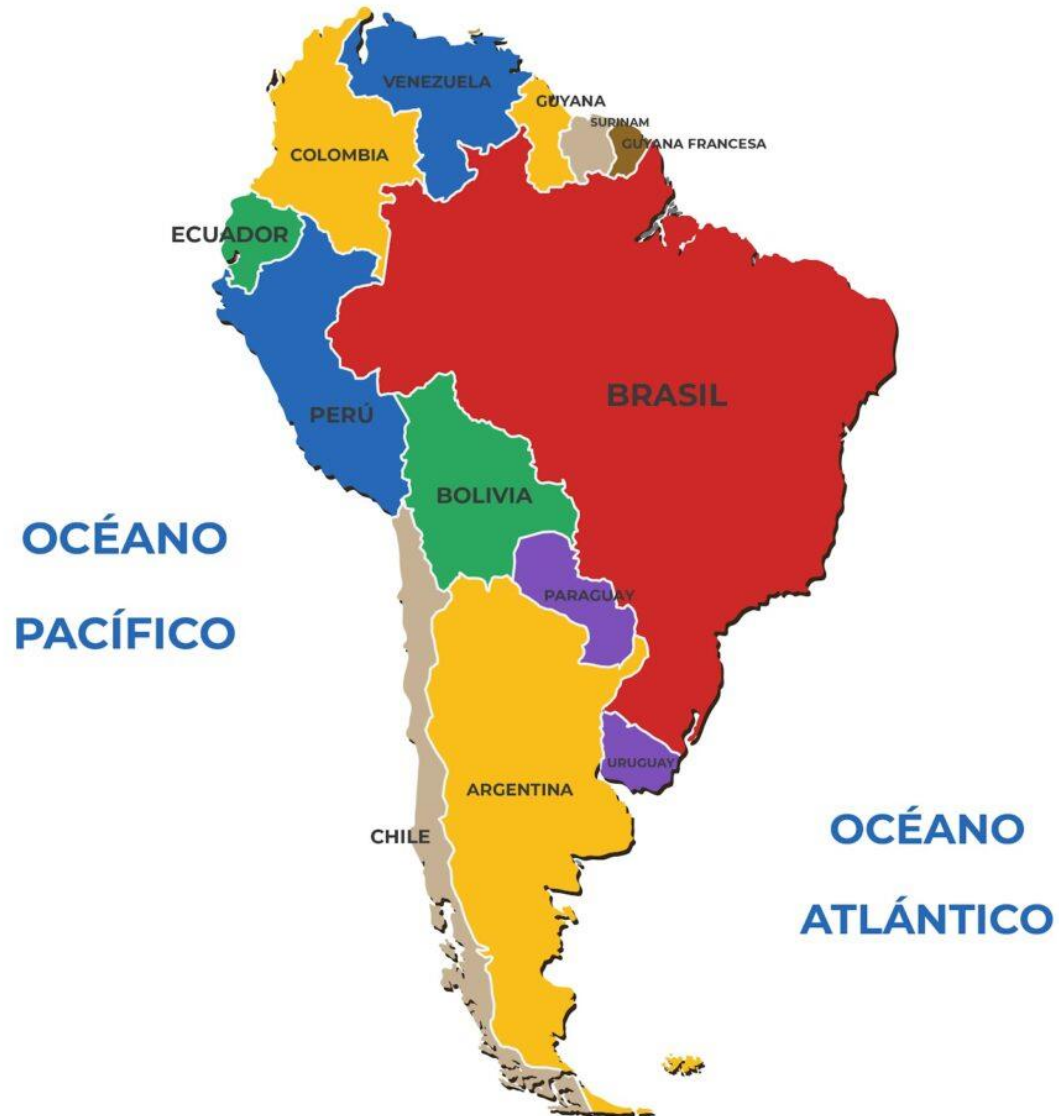 VENEZUELA
GUYANA
SURINAM
GUYANA FRANCESA
COLOMBIA
ECUADOR
BRASIL
PERÚ
BOLIVIA
OCÉANO
PACÍFICO
PARAGUAY
URUGUAY
ARGENTINA
CHILE
OCÉANO
ATLÁNTICO